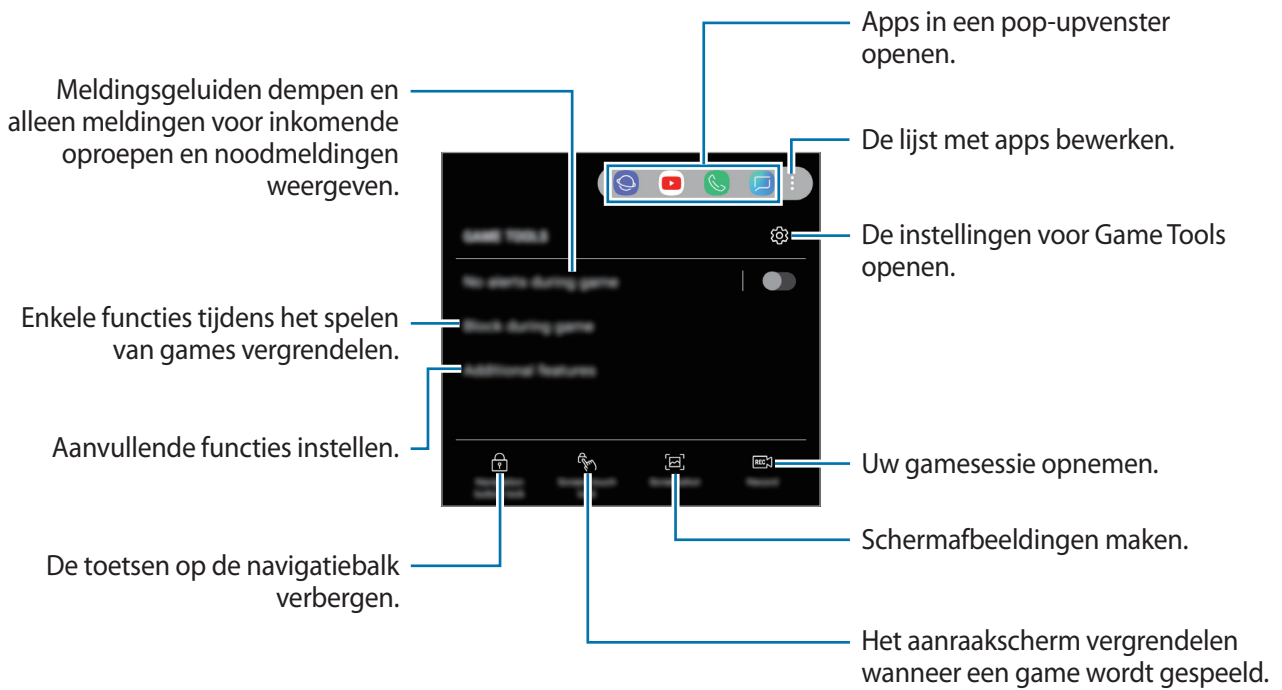 Apps in een pop-upvenster
openen.
Meldingsgeluiden dempen en
alleen meldingen voor inkomende
oproepen en noodmeldingen
weergeven.
De lijst met apps bewerken.
GAME TOOLS
De instellingen voor Game Tools
openen.
No alerts during game
Enkele functies tijdens het spelen
van games vergrendelen.
Block during game
Additional features
Aanvullende functies instellen.
REC
Uw gamesessie opnemen.
Record
Schermafbeeldingen maken.
De toetsen op de navigatiebalk
verbergen.
Het aanraakscherm vergrendelen
wanneer een game wordt gespeeld.